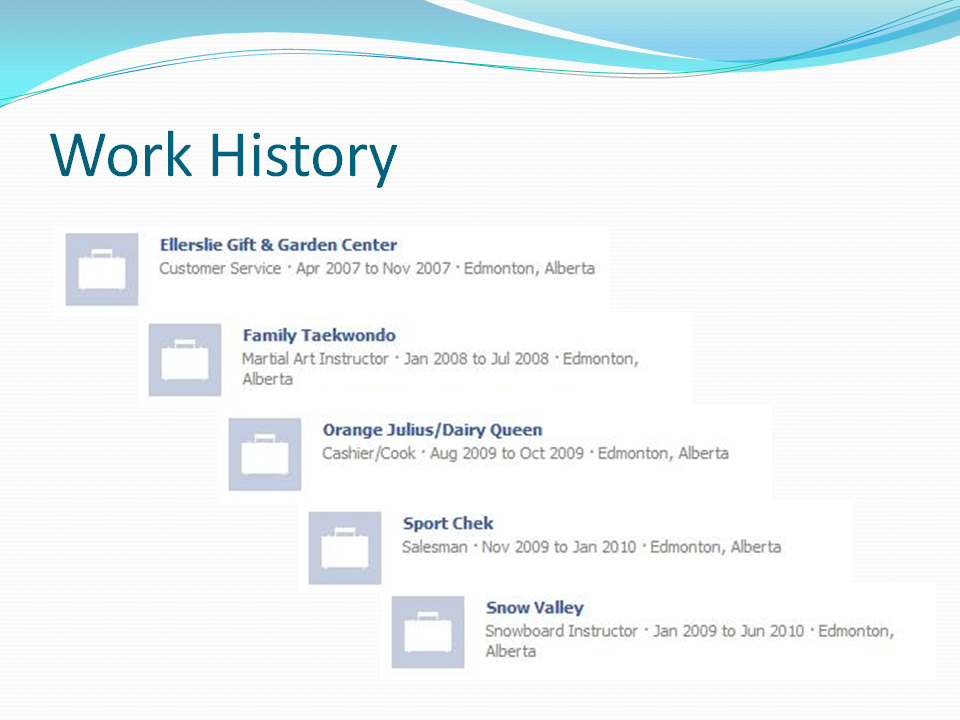 Work History
Ellerslie Gift & Garden Center
Customer Service · Apr 2007 to Nov 2007 · Edmonton, Alberta
Family Taekwondo
Martial Art Instructor · Jan 2008 to Jul 2008 · Edmonton,
Alberta
Orange Julius/Dairy Queen
Cashier/Cook · Aug 2009 to Oct 2009 · Edmonton, Alberta
Sport Chek
Salesman · Nov 2009 to Jan 2010 · Edmonton, Alberta
Snow Valley
Snowboard Instructor · Jan 2009 to Jun 2010 · Edmonton,
Alberta